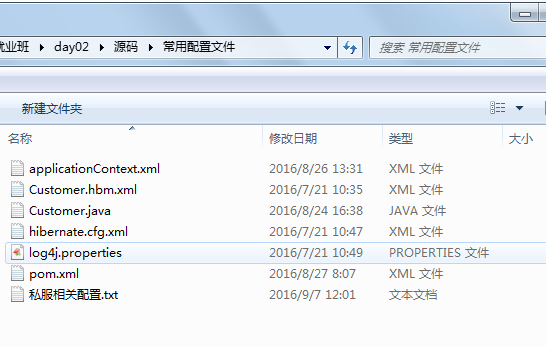 就业班 ▸ day02 ▸ 源码 ▸ 常用配置文件 搜索 常用配置文件
新建文件夹
名称 修改日期 类型 大小
applicationContext.xml 2016/8/26 13:31 XML 文件
Customer.hbm.xml 2016/7/21 10:35 XML 文件
Customer.java 2016/8/24 16:38 JAVA 文件
hibernate.cfg.xml 2016/7/21 10:47 XML 文件
log4j.properties 2016/7/21 10:49 PROPERTIES 文件
pom.xml 2016/8/27 8:07 XML 文件
私服相关配置.txt 2016/9/7 12:01 文本文档